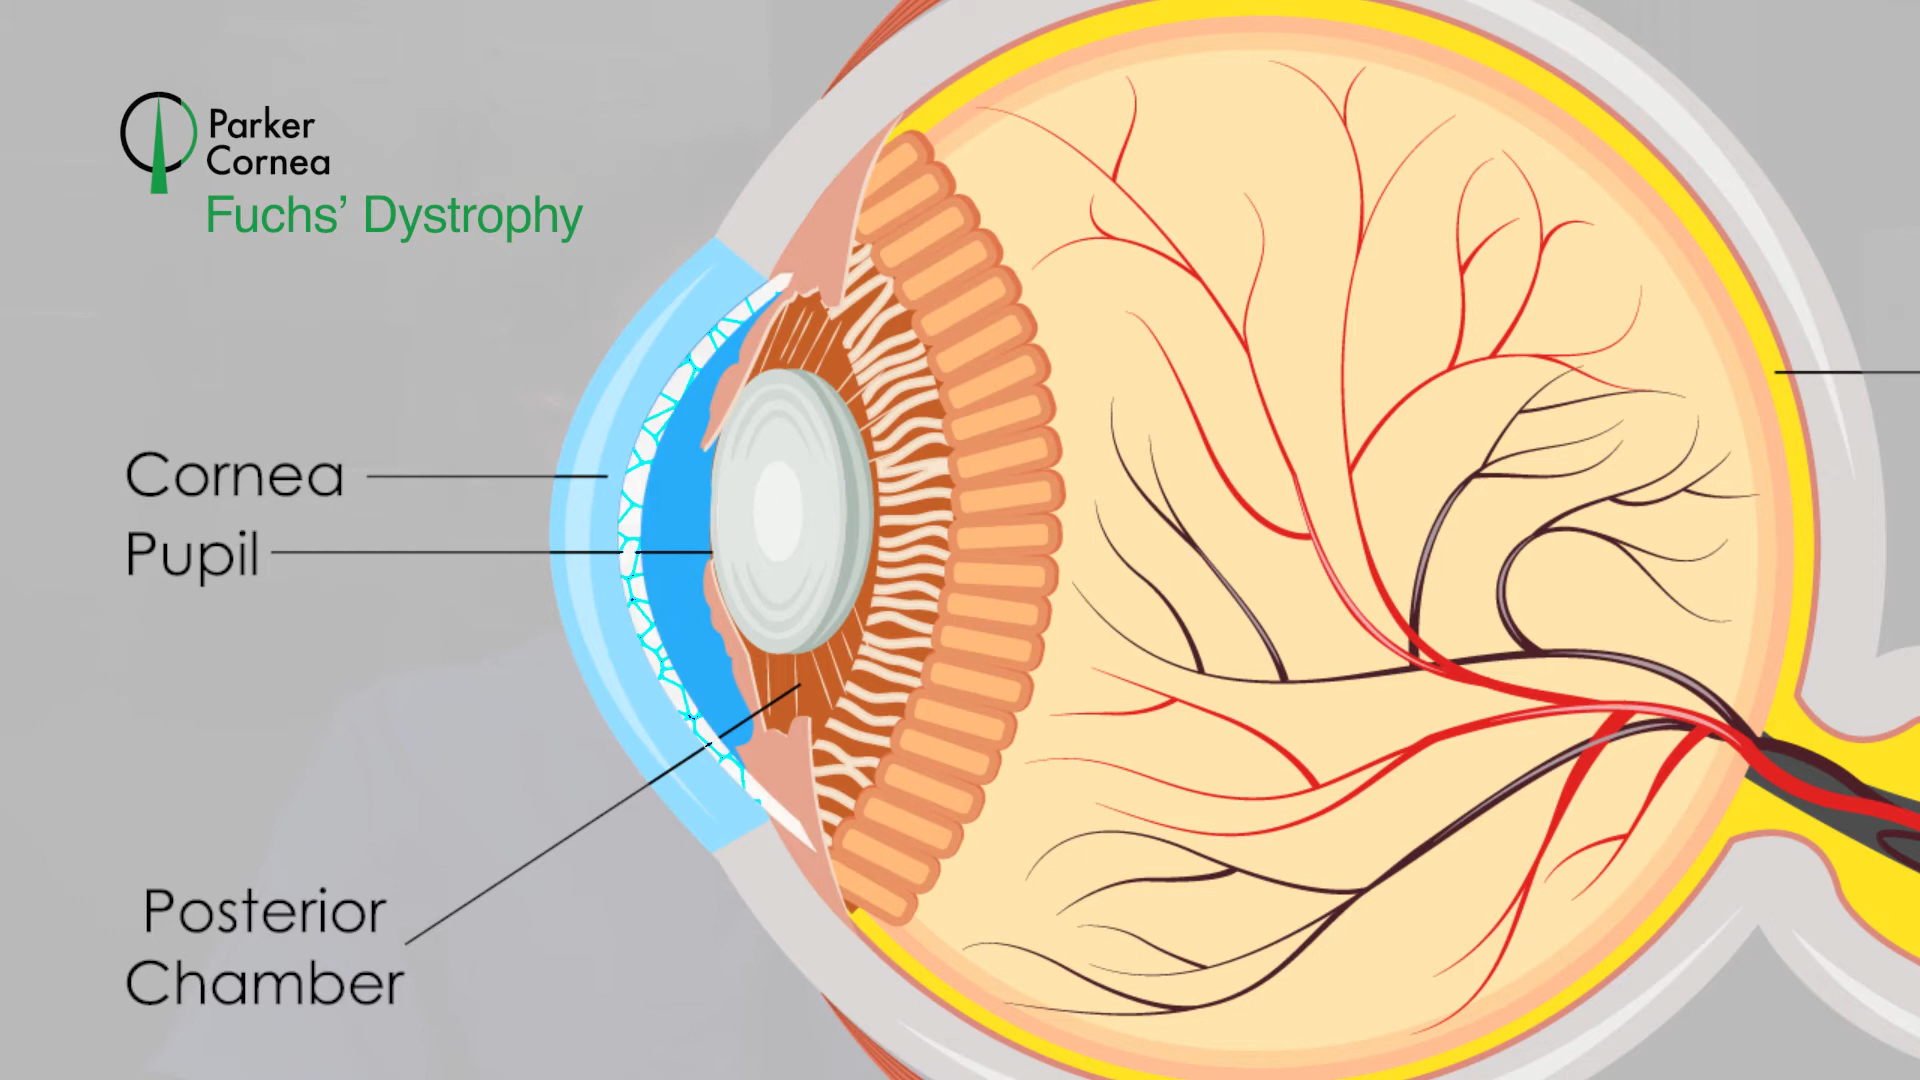 Parker
Cornea
Fuchs’ Dystrophy
Cornea
Pupil
Posterior
Chamber